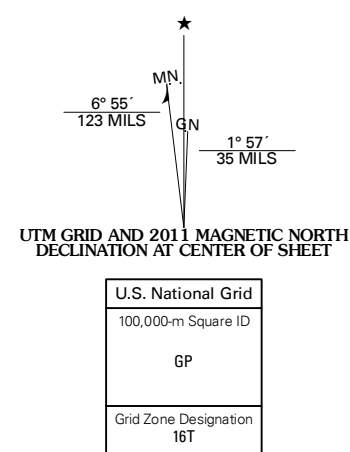 ★
MN.
6° 55´
123 MILS
GN
1° 57´
35 MILS
UTM GRID AND 2011 MAGNETIC NORTH
DECLINATION AT CENTER OF SHEET
U.S. National Grid
100,000-m Square ID
GP
Grid Zone Designation
16T